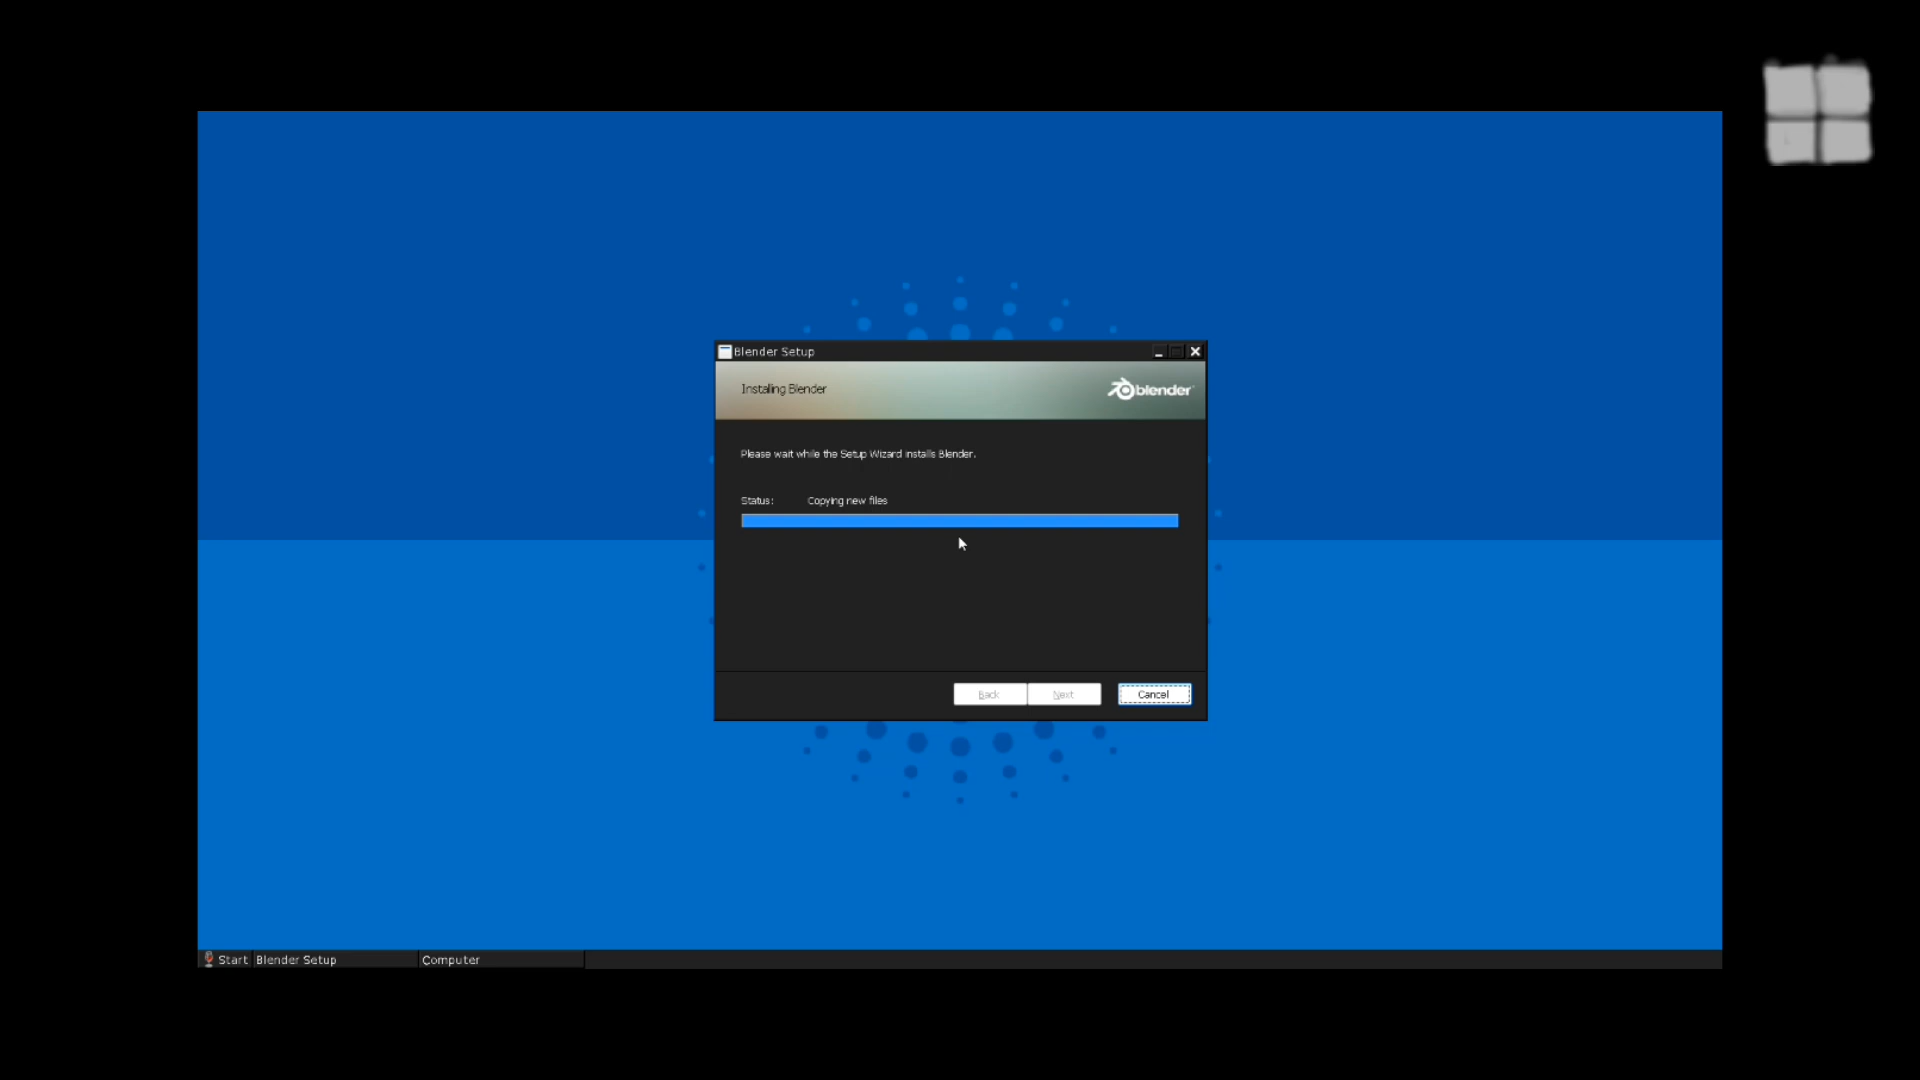 Blender Setup
Installing Blender
blender
Please wait while the Setup Wizard installs Blender.
Status: Copying new files
Back Next Cancel
Start Blender Setup Computer